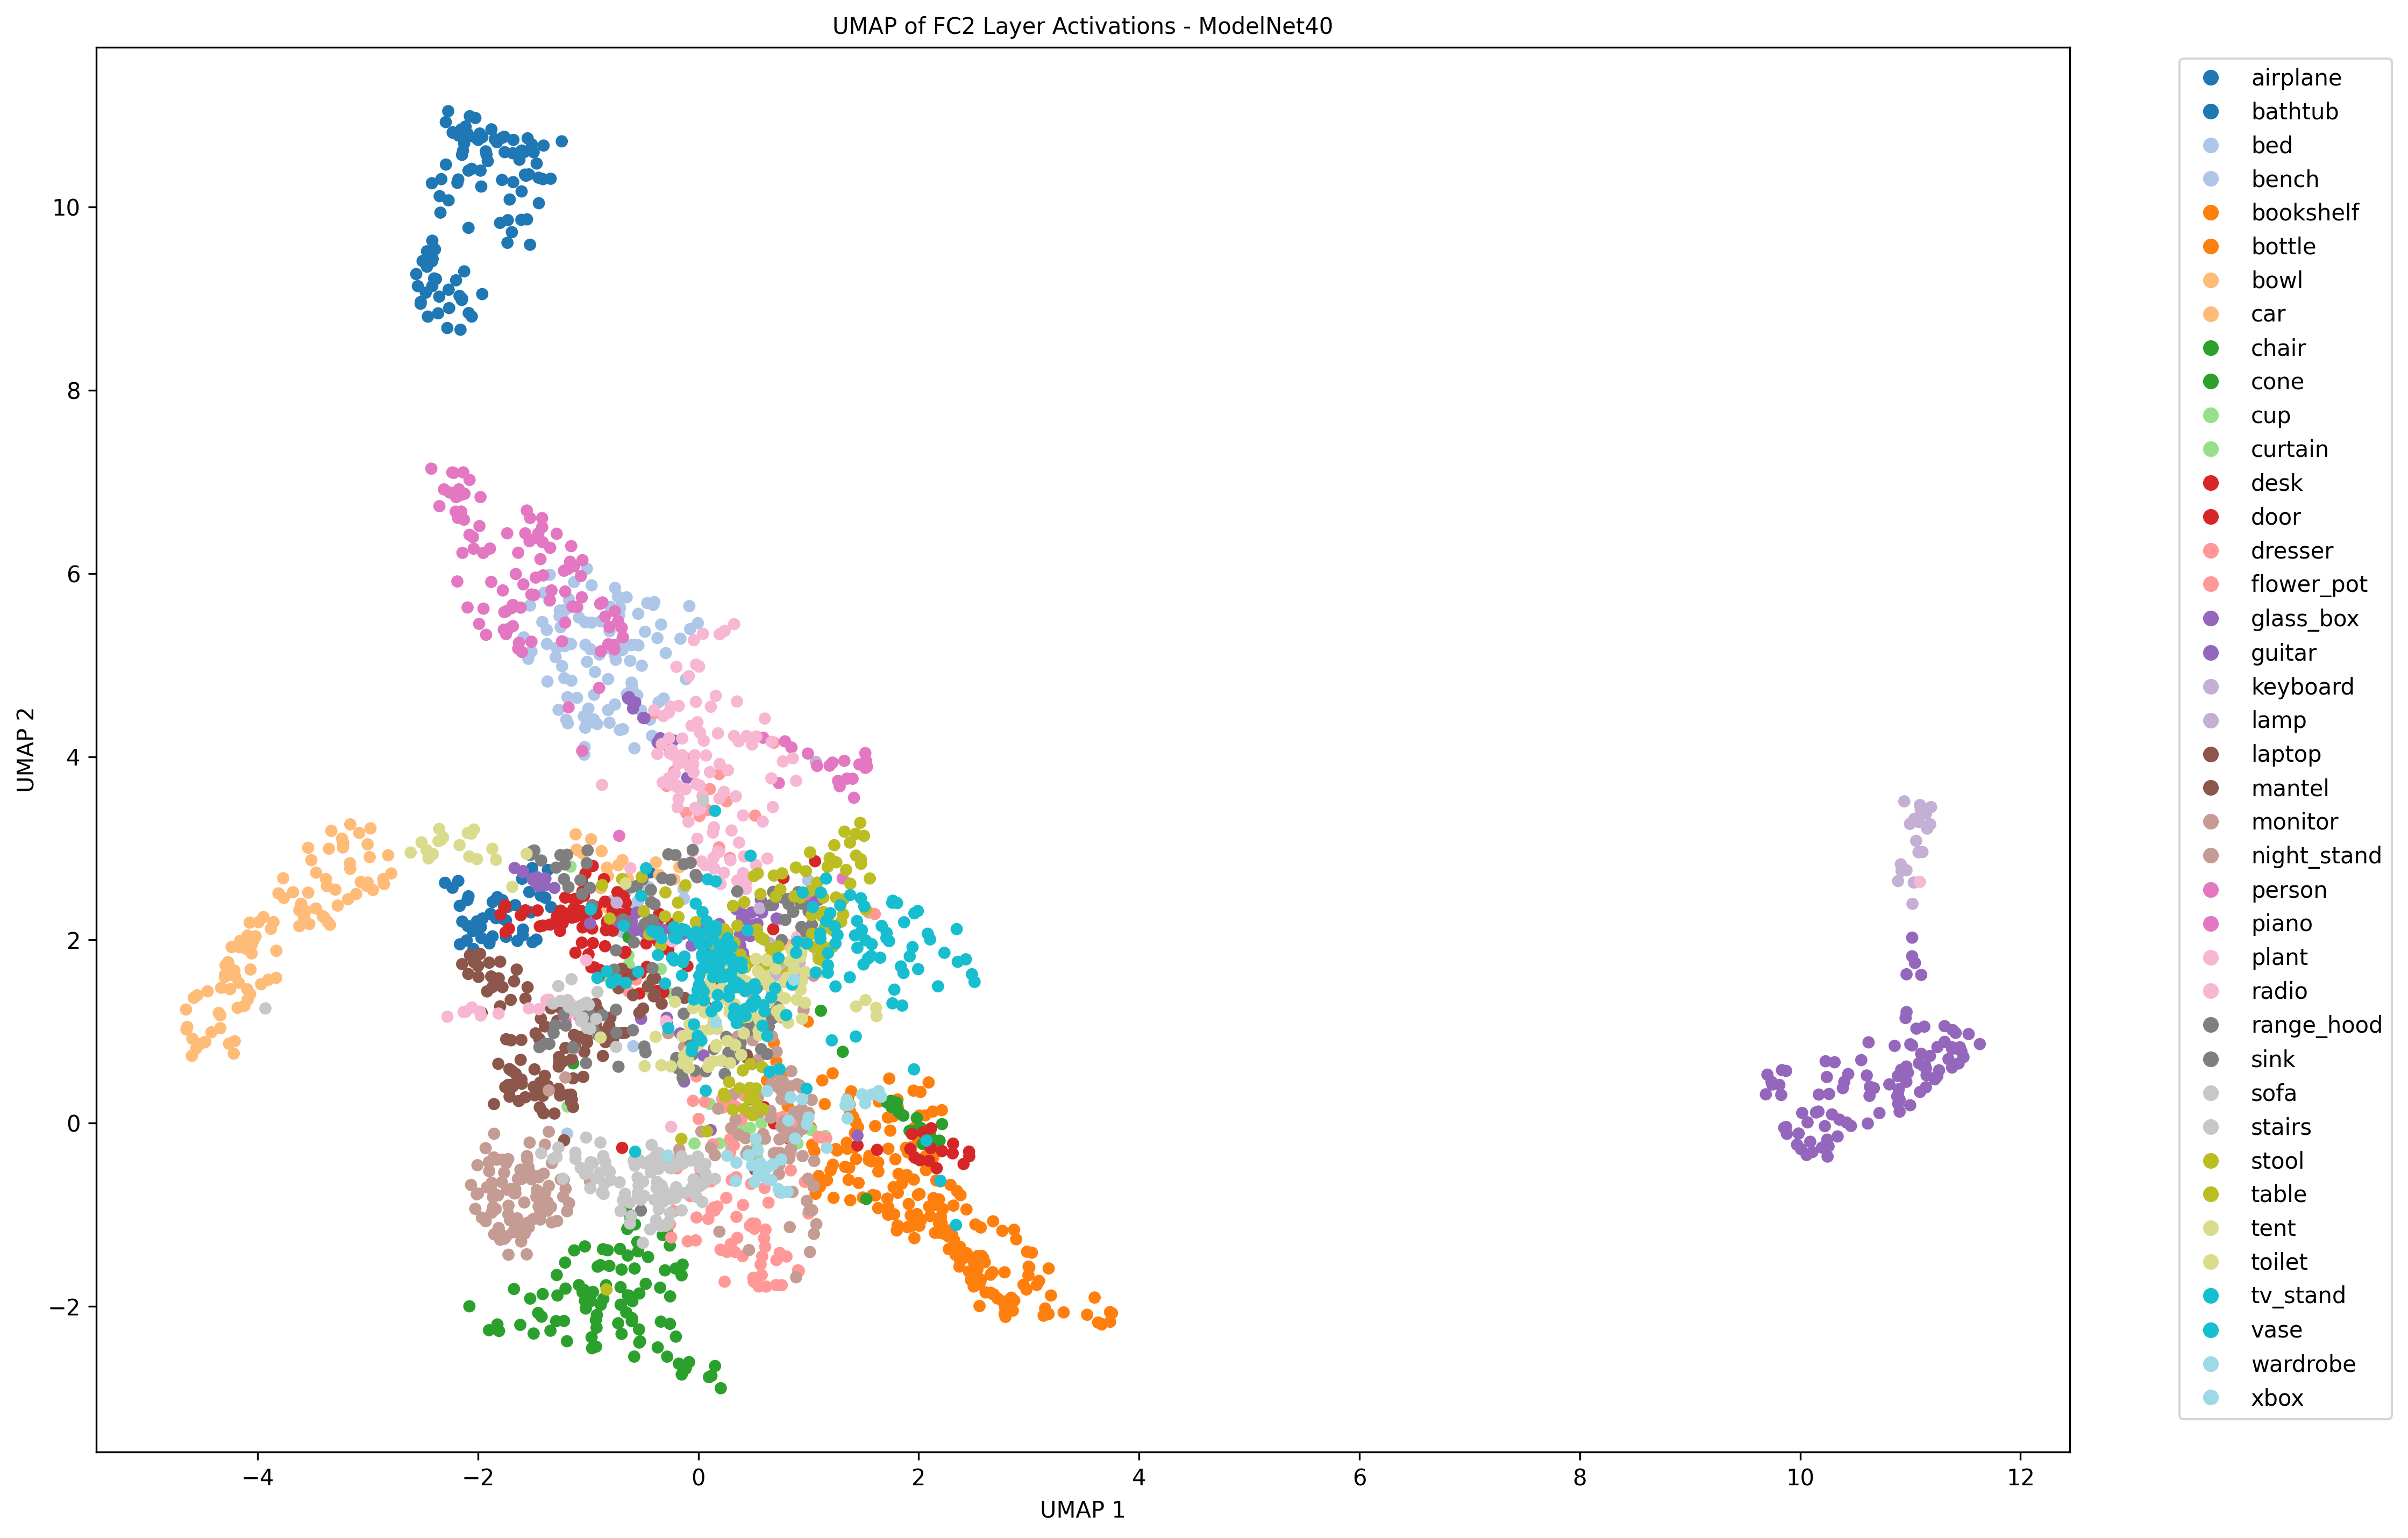 UMAP of FC2 Layer Activations - ModelNet40
UMAP 2
10
8
6
4
2
0
−2
−4
−2
0
2
4
6
8
10
12
UMAP 1
airplane
bathtub
bed
bench
bookshelf
bottle
bowl
car
chair
cone
cup
curtain
desk
door
dresser
flower_pot
glass_box
guitar
keyboard
lamp
laptop
mantel
monitor
night_stand
person
piano
plant
radio
range_hood
sink
sofa
stairs
stool
table
tent
toilet
tv_stand
vase
wardrobe
xbox